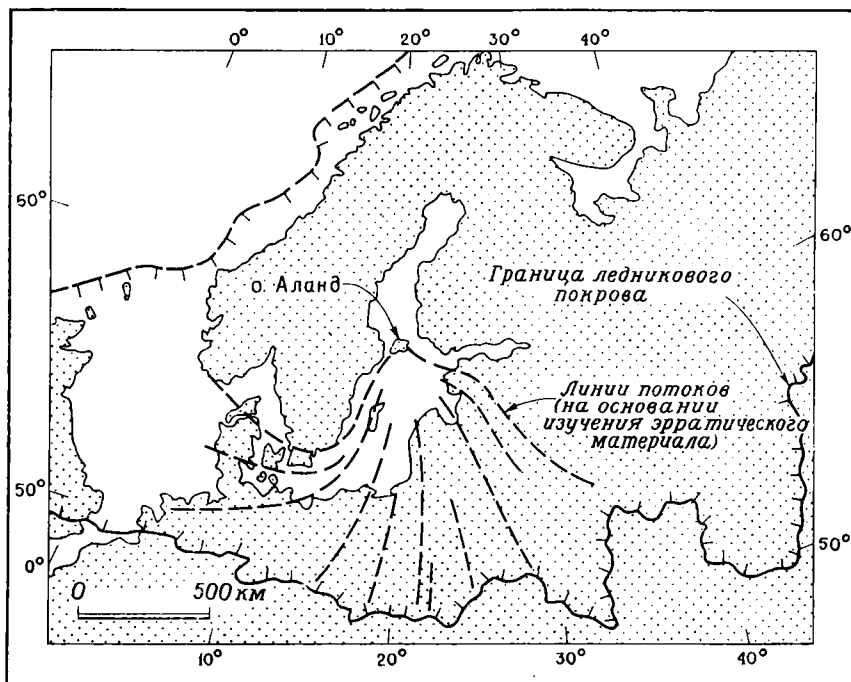 0° 10° 20° 30° 40°
50°
60°
о. Аланд
Граница ледникового
покрова
Линии потоков
(на основании
изучения эрратического
материала)
50°
50°
0°
0 500 км
10° 20° 30° 40°